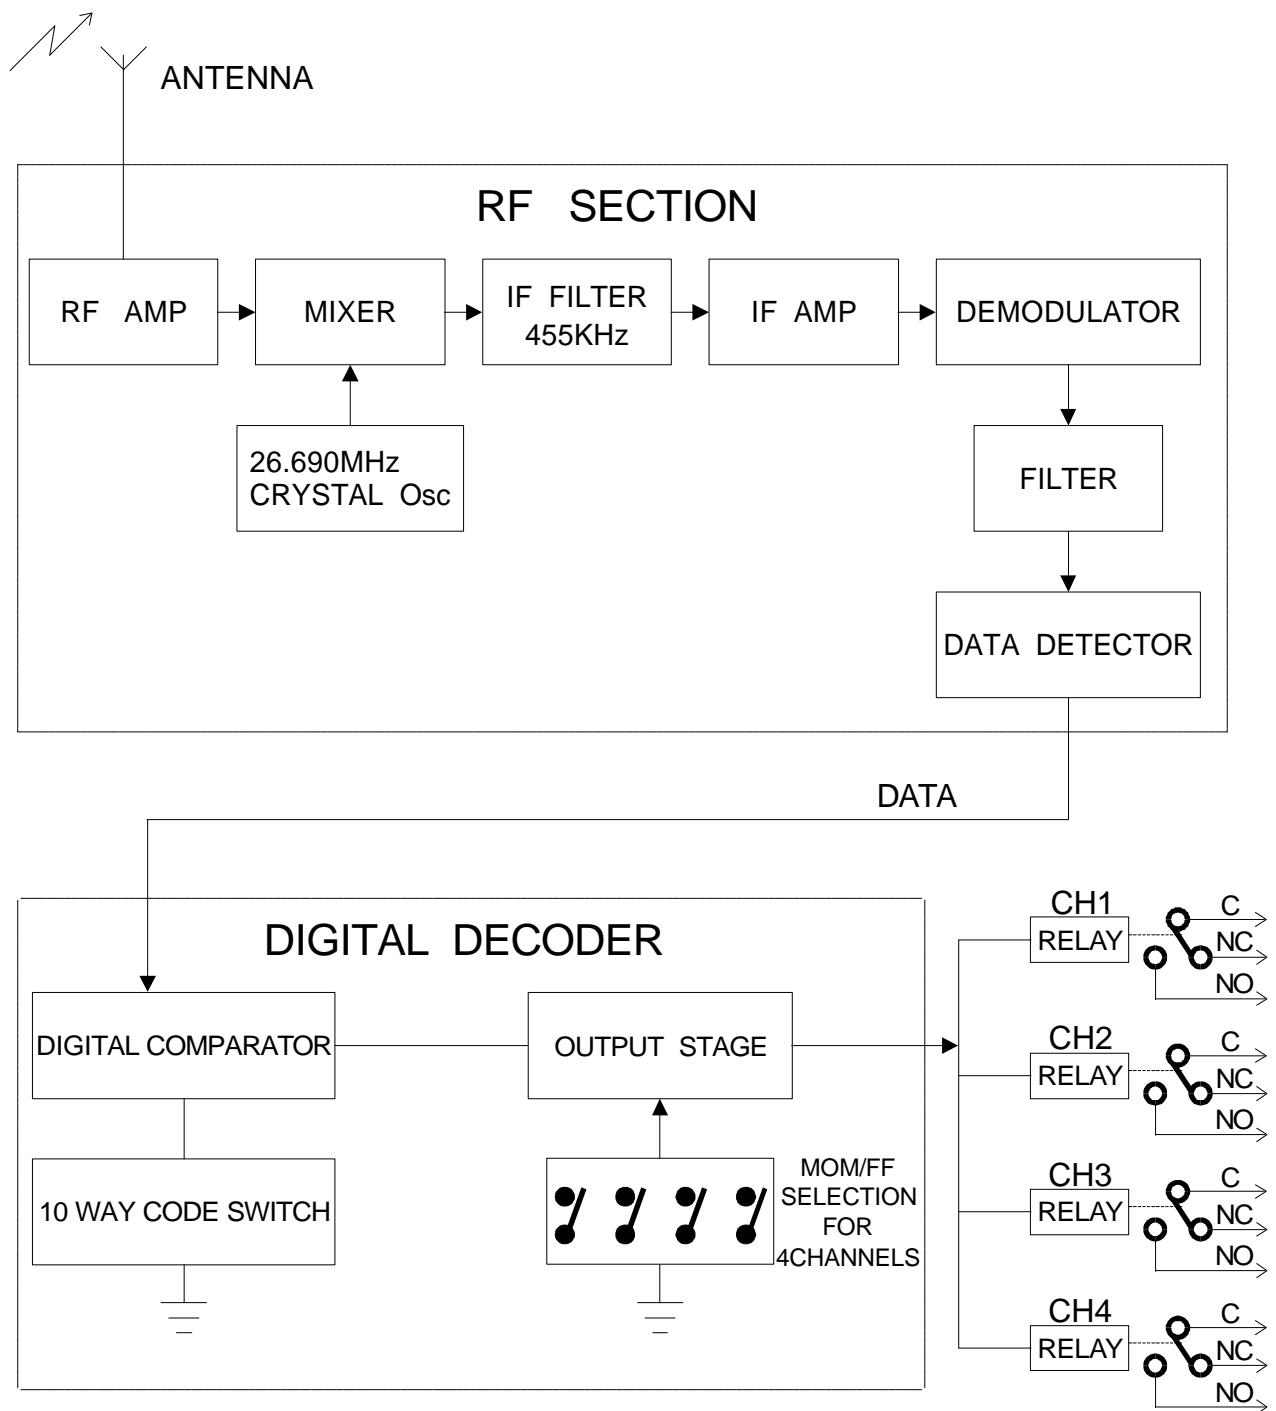 ANTENNA
RF SECTION
RF AMP
MIXER
IF FILTER
455KHz
IF AMP
DEMODULATOR
26.690MHz
CRYSTAL Osc
FILTER
DATA DETECTOR
DATA
DIGITAL DECODER
DIGITAL COMPARATOR
OUTPUT STAGE
10 WAY CODE SWITCH
MOM/FF
SELECTION
FOR
4CHANNELS
CH1
RELAY
C
NC
NO
CH2
RELAY
C
NC
NO
CH3
RELAY
C
NC
NO
CH4
RELAY
C
NC
NO